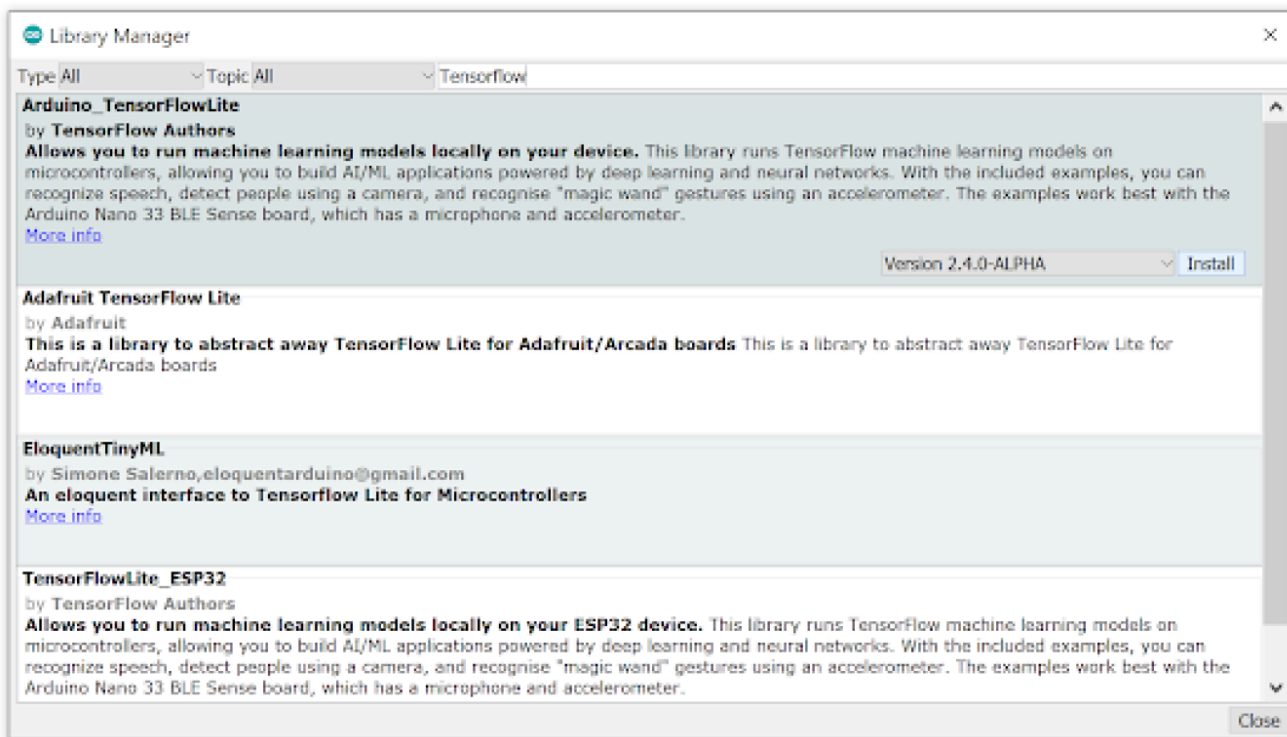 Library Manager
Type All Topic All Tensorflow
Arduino_TensorFlowLite
by TensorFlow Authors
Allows you to run machine learning models locally on your device. This library runs TensorFlow machine learning models on
microcontrollers, allowing you to build AI/ML applications powered by deep learning and neural networks. With the included examples, you can
recognize speech, detect people using a camera, and recognise "magic wand" gestures using an accelerometer. The examples work best with the
Arduino Nano 33 BLE Sense board, which has a microphone and accelerometer.
More info
Version 2.4.0-ALPHA Install
Adafruit TensorFlow Lite
by Adafruit
This is a library to abstract away TensorFlow Lite for Adafruit/Arcada boards This is a library to abstract away TensorFlow Lite for
Adafruit/Arcada boards
More info
EloquentTinyML
by Simone Salerno,eloquentarduino@gmail.com
An eloquent interface to Tensorflow Lite for Microcontrollers
More info
TensorFlowLite_ESP32
by TensorFlow Authors
Allows you to run machine learning models locally on your ESP32 device. This library runs TensorFlow machine learning models on
microcontrollers, allowing you to build AI/ML applications powered by deep learning and neural networks. With the included examples, you can
recognize speech, detect people using a camera, and recognise "magic wand" gestures using an accelerometer. The examples work best with the
Arduino Nano 33 BLE Sense board, which has a microphone and accelerometer.
Close